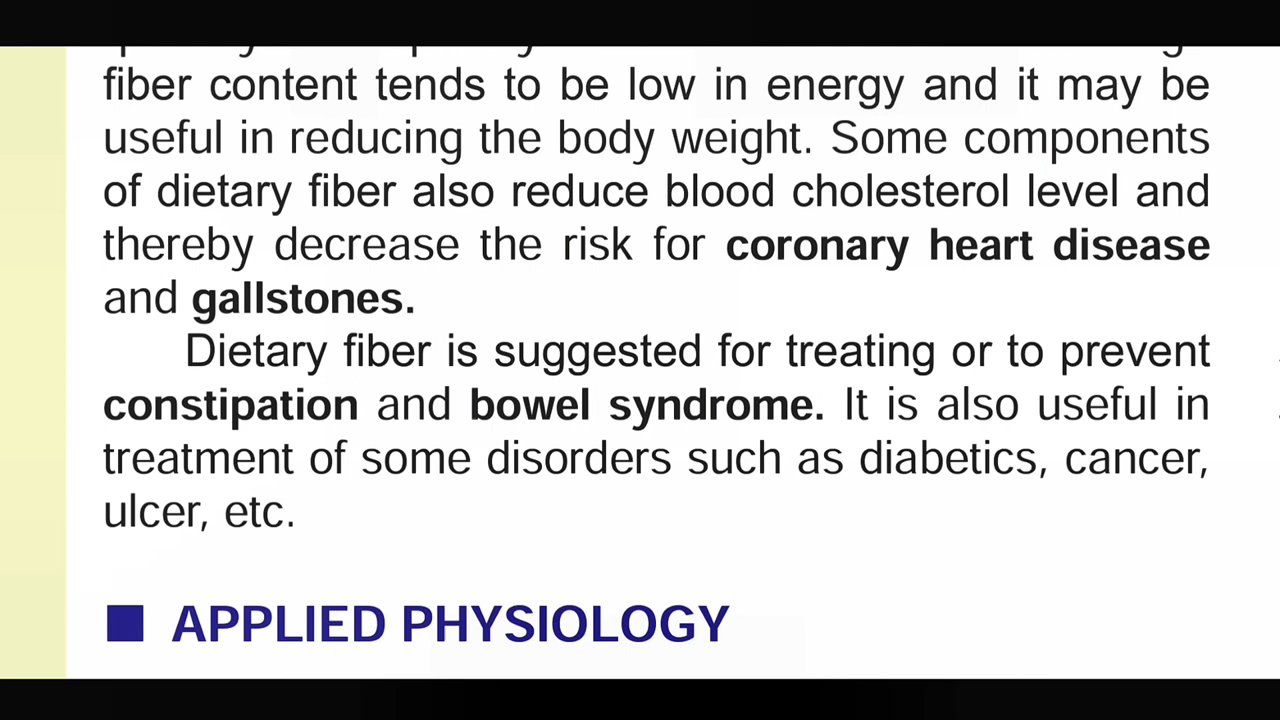 fiber content tends to be low in energy and it may be
useful in reducing the body weight. Some components
of dietary fiber also reduce blood cholesterol level and
thereby decrease the risk for coronary heart disease
and gallstones.
Dietary fiber is suggested for treating or to prevent
constipation and bowel syndrome. It is also useful in
treatment of some disorders such as diabetics, cancer,
ulcer, etc.
APPLIED PHYSIOLOGY